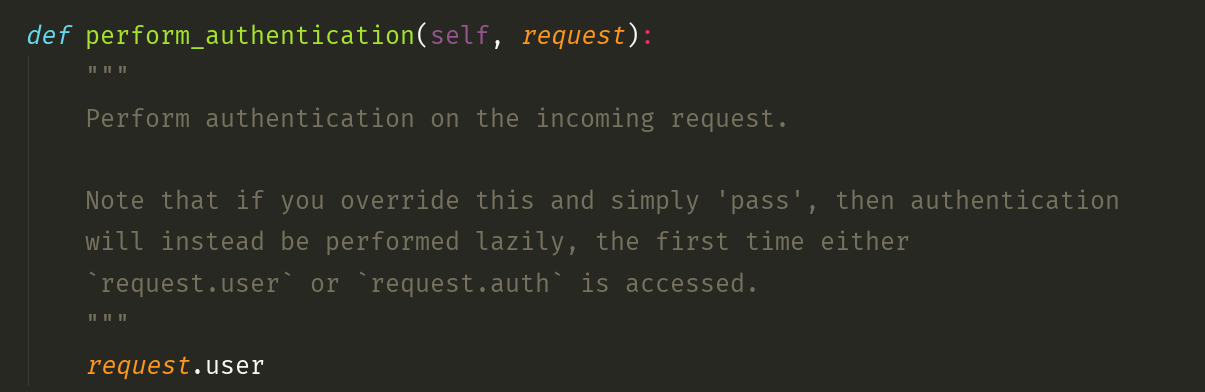 def perform_authentication(self, request):
"""
Perform authentication on the incoming request.
Note that if you override this and simply 'pass', then authentication
will instead be performed lazily, the first time either
`request.user` or `request.auth` is accessed.
"""
request.user